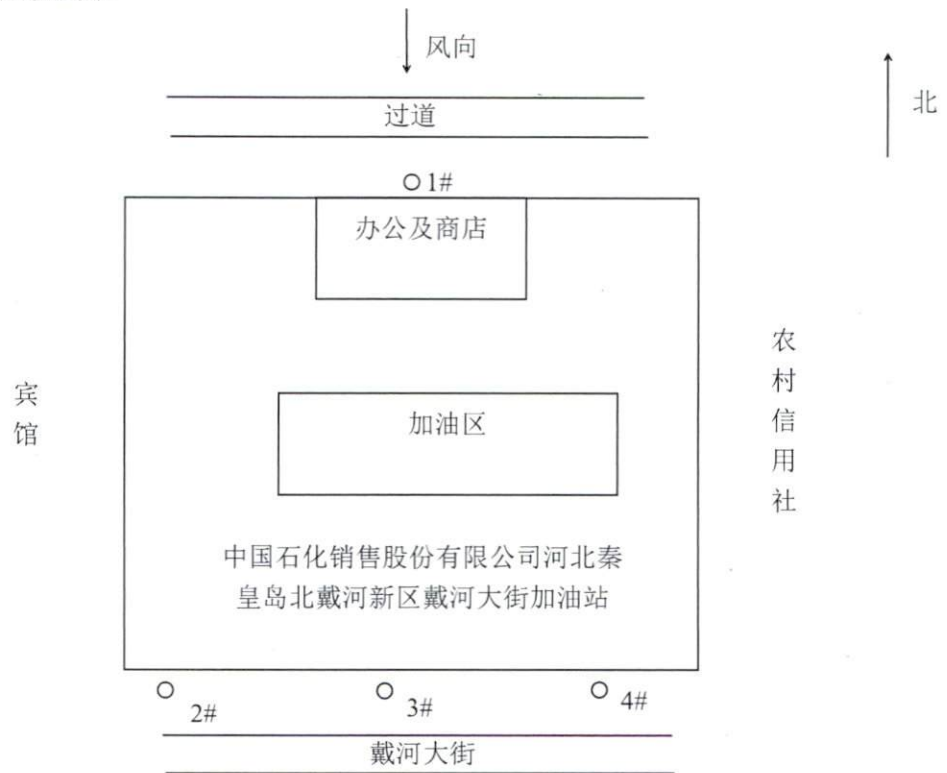 风向
北
过道
1#
办公及商店
农村信用社
宾馆
加油区
中国石化销售股份有限公司河北秦
皇岛北戴河新区戴河大街加油站
2#
3#
4#
戴河大街